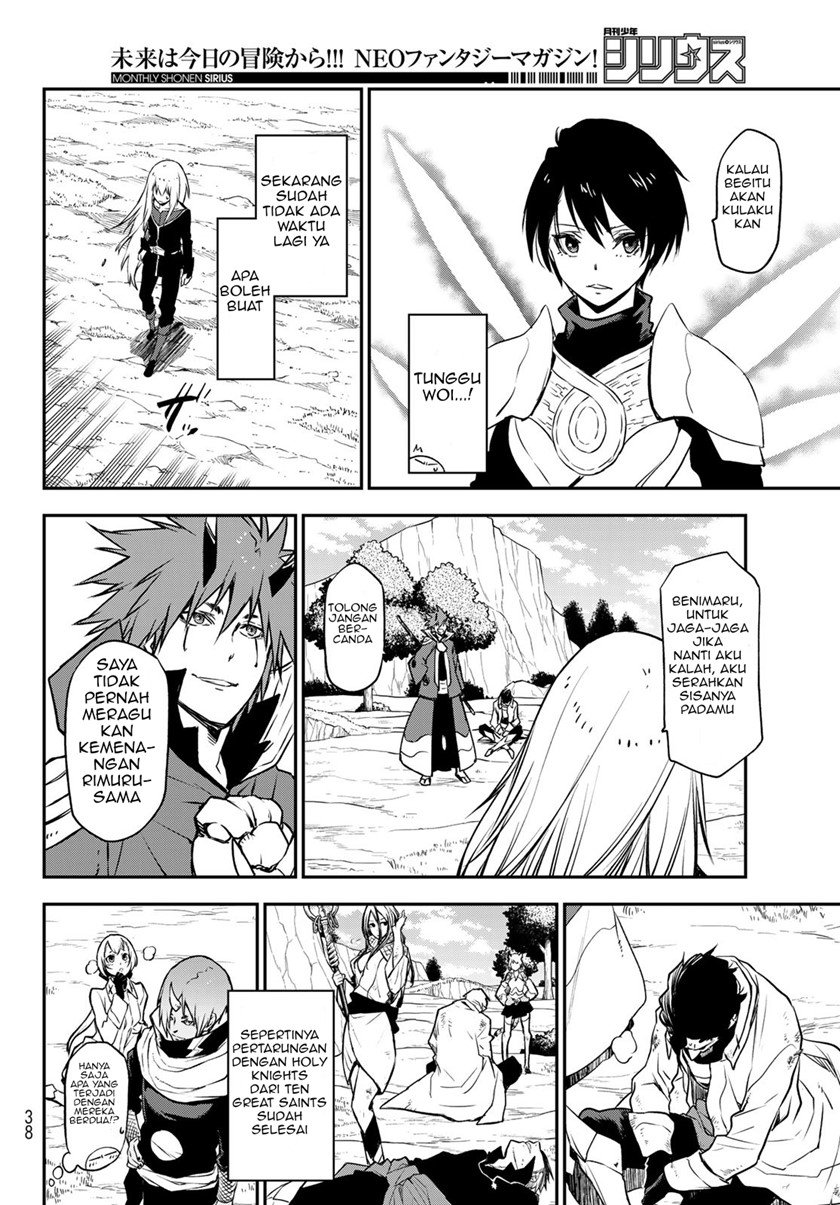 未来は今日の冒険から!!! NEOファンタジーマガジン!
月刊少年
シリウス
MONTHLY SHONEN SIRIUS
KALAU
BEGITU
AKAN
KULAKU
KAN
TUNGGU
WOI...!
SEKARANG
SUDAH
TIDAK ADA
WAKTU
LAGI YA
APA
BOLEH
BUAT
BENIMARU,
UNTUK
JAGA-JAGA
JIKA
NANTI AKU
KALAH, AKU
SERAHKAN
SISANYA
PADAMU
TOLONG
JANGAN
BER-
CANDA
SAYA
TIDAK
PERNAH
MERAGU
KAN
KEMENA-
NGAN
RIMURU-
SAMA
SEPERTINYA
PERTARUNGAN
DENGAN HOLY
KNIGHTS
DARI TEN
GREAT SAINTS
SUDAH
SELESAI
HANYA
SAJA
APA YANG
TERJADI
DENGAN
MEREKA
BERDUA!?
38